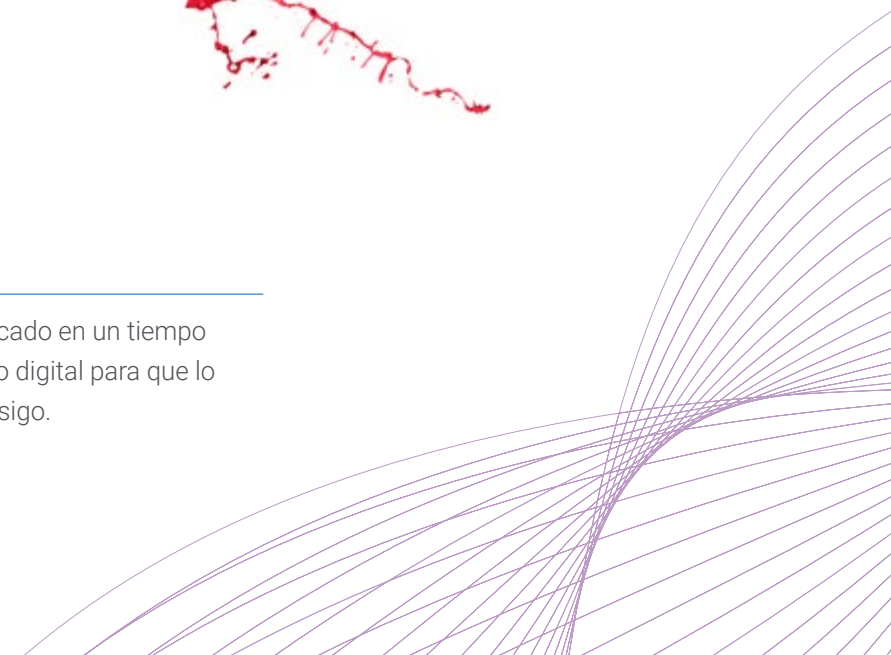 cado en un tiempo
o digital para que lo
sigo.